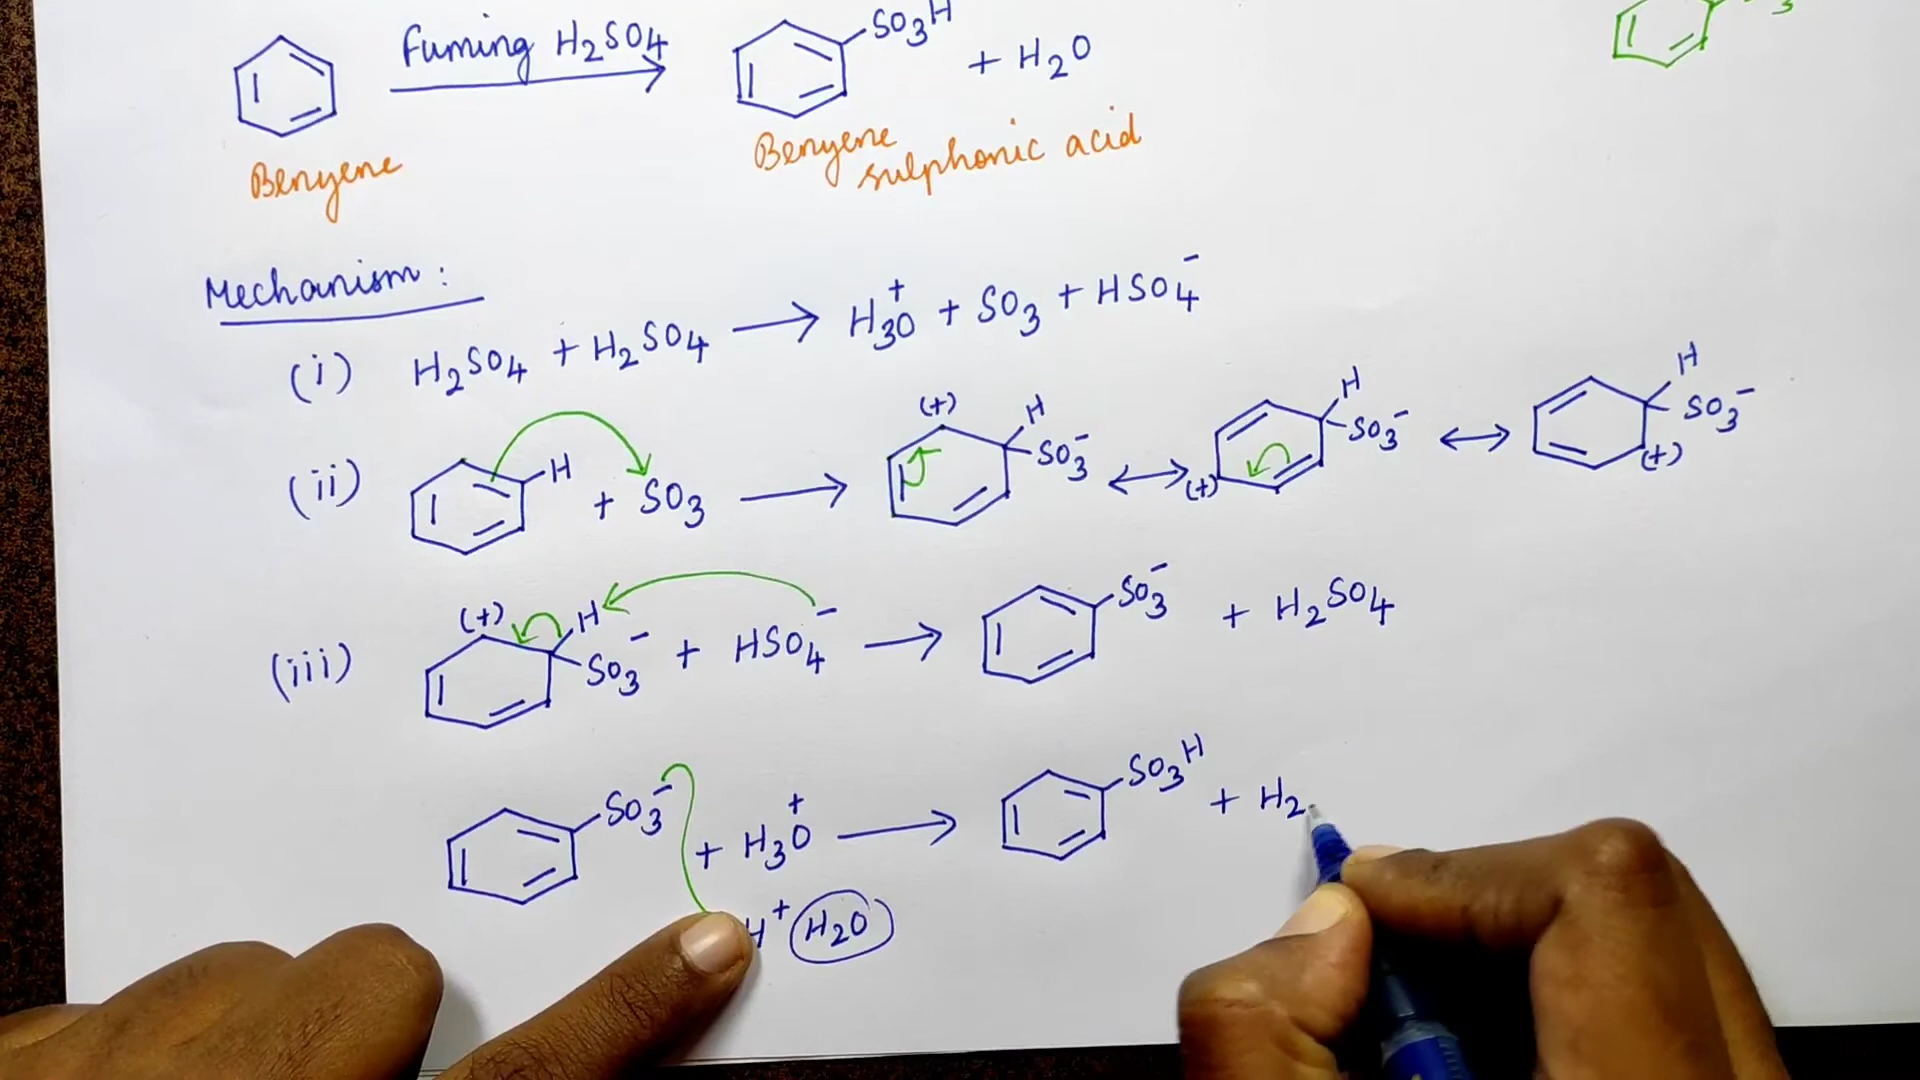 Fuming H2SO4 SO3H + H2O
Benzene Benzene sulphonic acid
Mechanism :
(i) H2SO4 + H2SO4 → H3O+ + SO3 + HSO4-
(ii) H + SO3 → (+) H SO3- ↔ (+) H SO3- ↔ (+) H SO3-
(iii) (+) H SO3- + HSO4- → SO3- + H2SO4
SO3- + H3O+ → SO3H + H2
H+ H2O